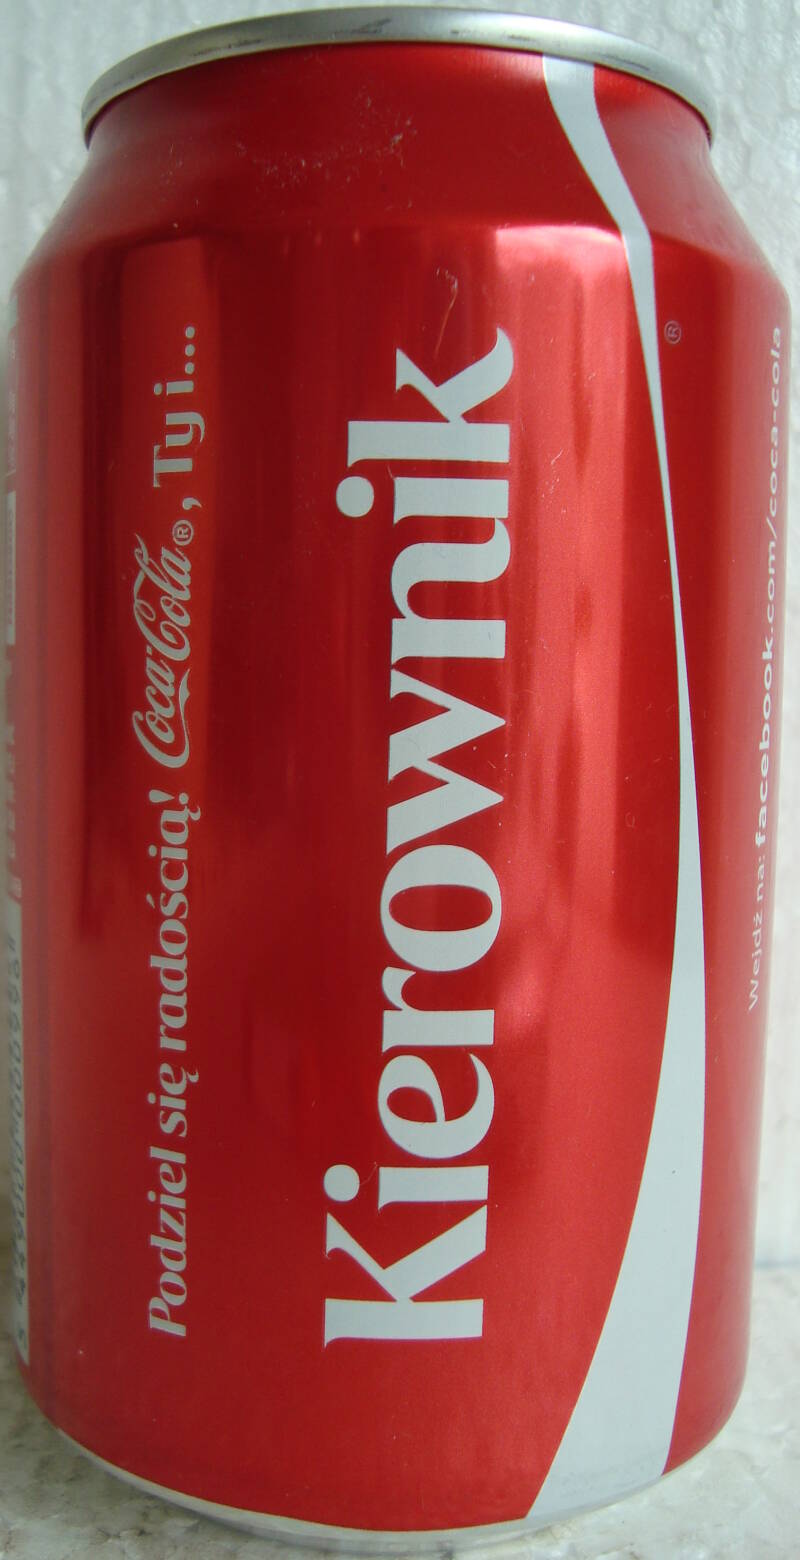 Podziel się radością! Coca-Cola®, Ty i...
Kierownik
®
Wejdź na: facebook.com/coca-cola